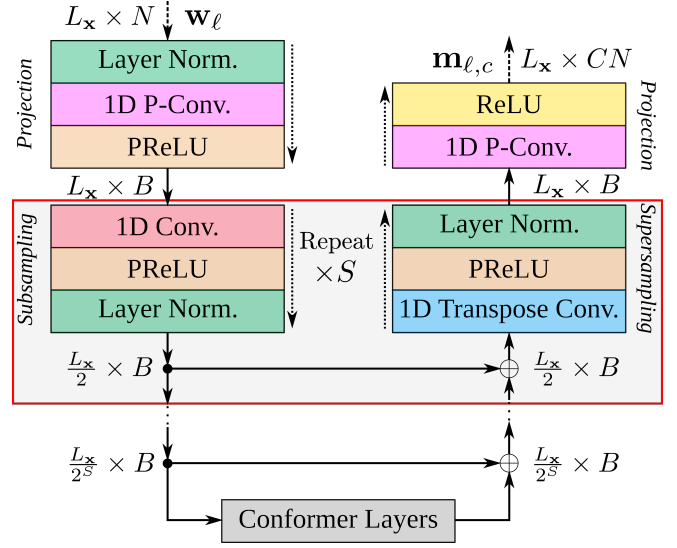 L_x × N w_ℓ
Layer Norm.
1D P-Conv.
PReLU
Projection
L_x × B
1D Conv.
PReLU
Layer Norm.
Subsampling
Repeat
×S
L_x/2 × B
L_x/2^S × B
Conformer Layers
m_{ℓ,c} L_x × CN
ReLU
1D P-Conv.
Projection
L_x × B
Layer Norm.
PReLU
1D Transpose Conv.
Supersampling
L_x/2 × B
L_x/2^S × B